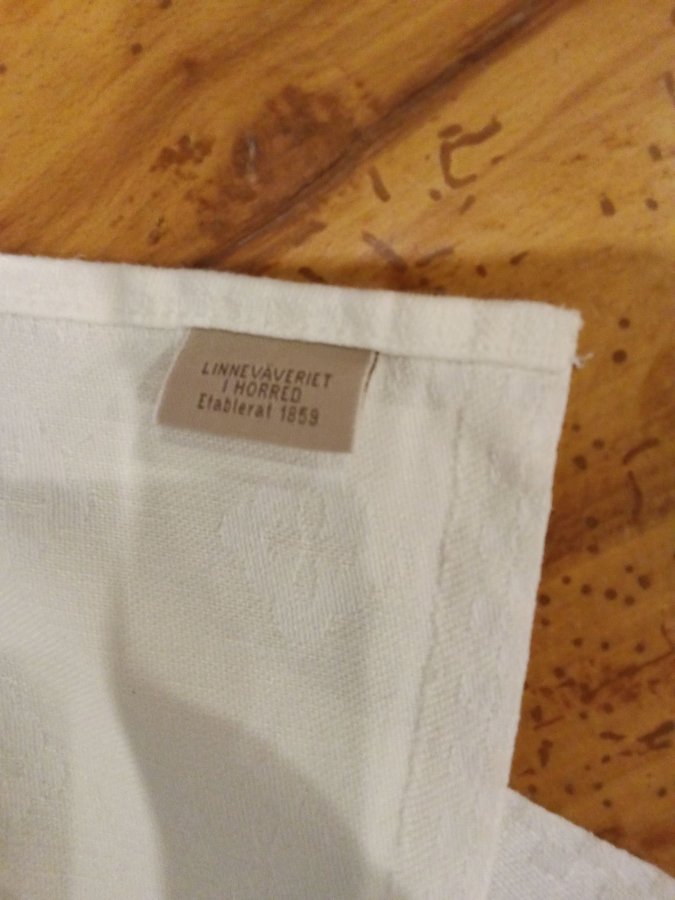 LINNEVÄVERIET
I HORRED
Etablerat 1859